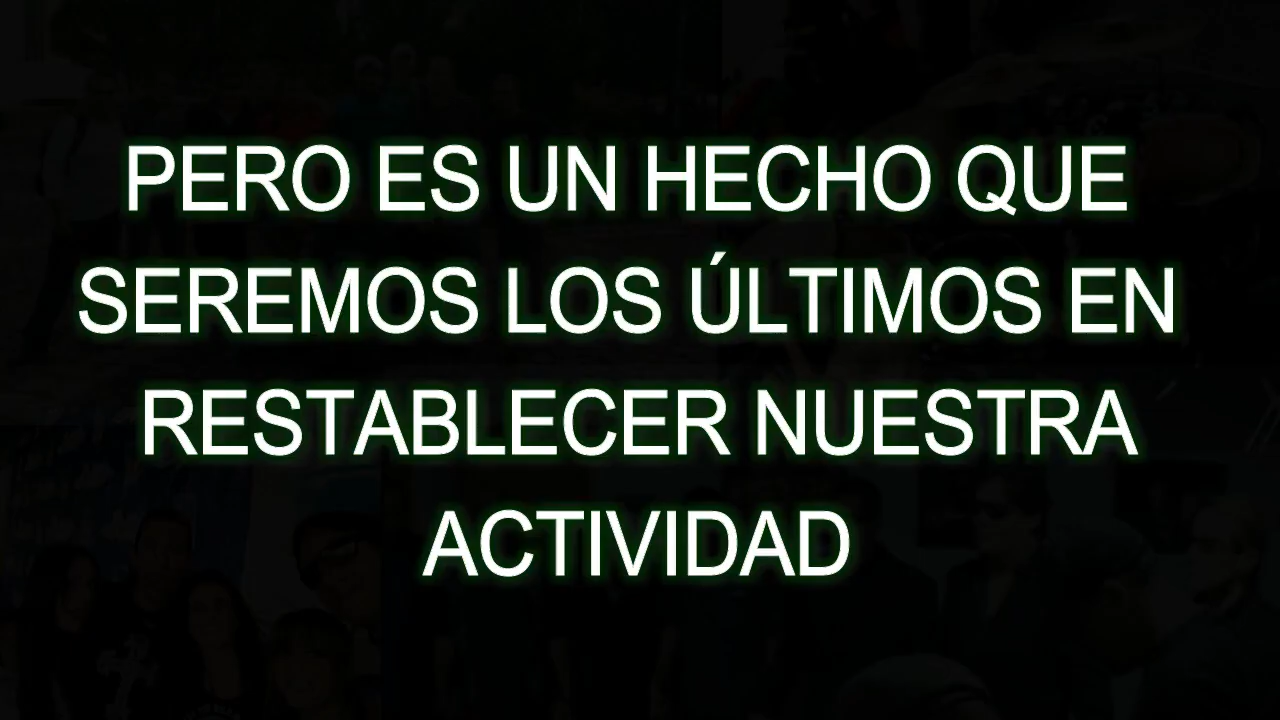 PERO ES UN HECHO QUE
SEREMOS LOS ÚLTIMOS EN
RESTABLECER NUESTRA
ACTIVIDAD